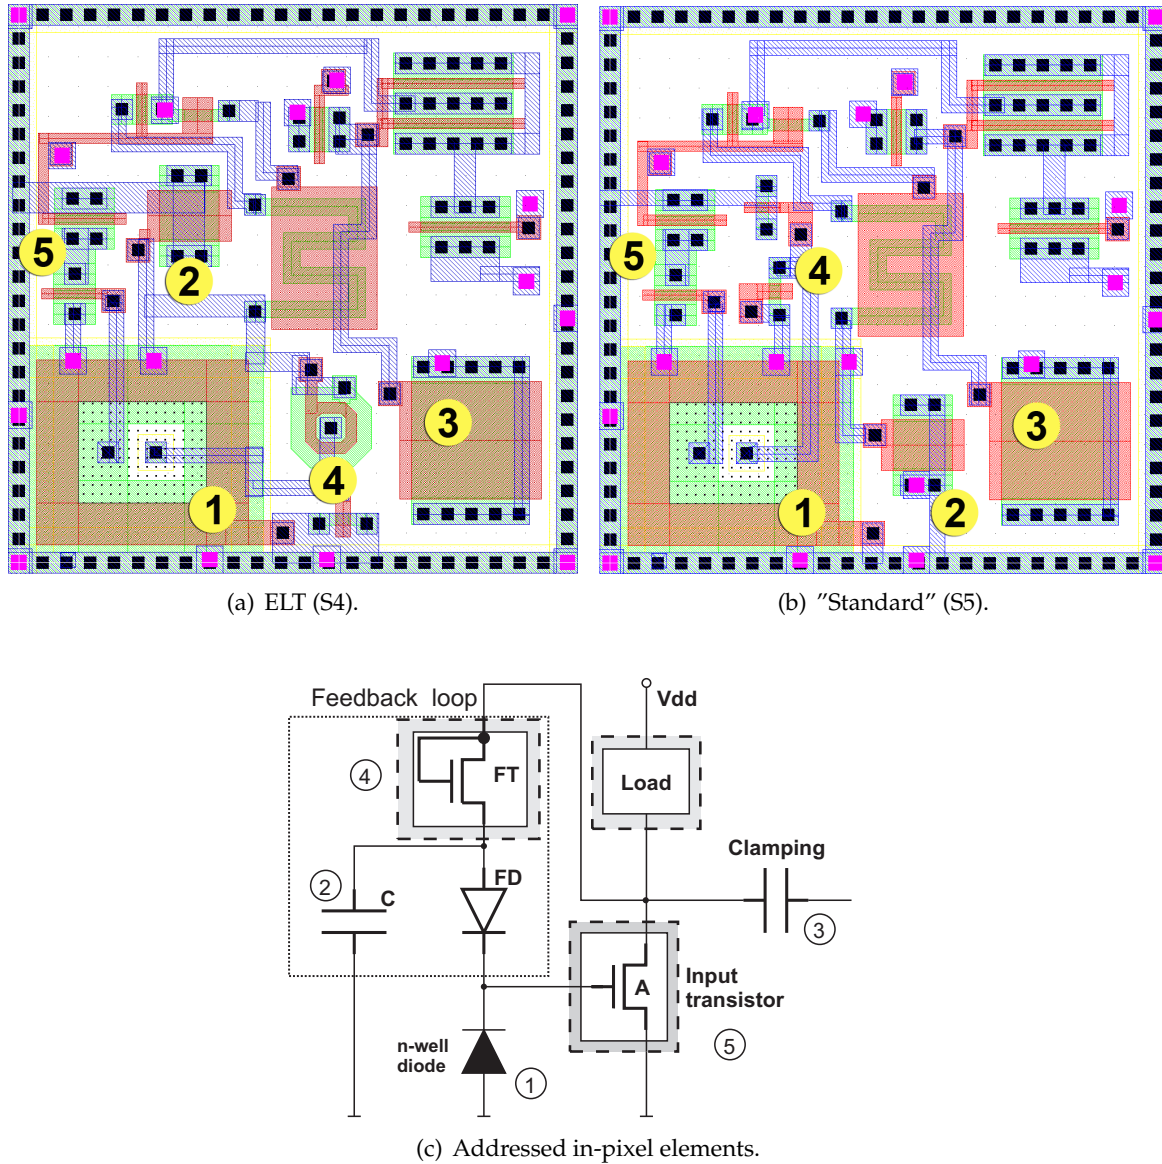 5
2
3
1
4
5
4
3
1
2
(a) ELT (S4).
(b) ”Standard” (S5).
Feedback loop
Vdd
FT
4
Load
Clamping
FD
2
C
3
A
Input
transistor
n-well
diode
5
1
(c) Addressed in-pixel elements.